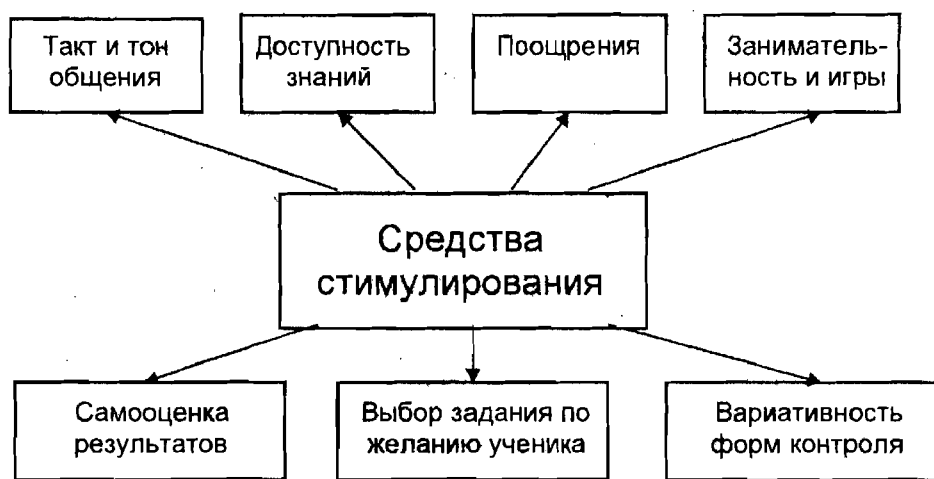 Такт и тон
общения
Доступность
знаний
Поощрения
Заниматель-
ность и игры
Средства
стимулирования
Самооценка
результатов
Выбор задания по
желанию ученика
Вариативность
форм контроля